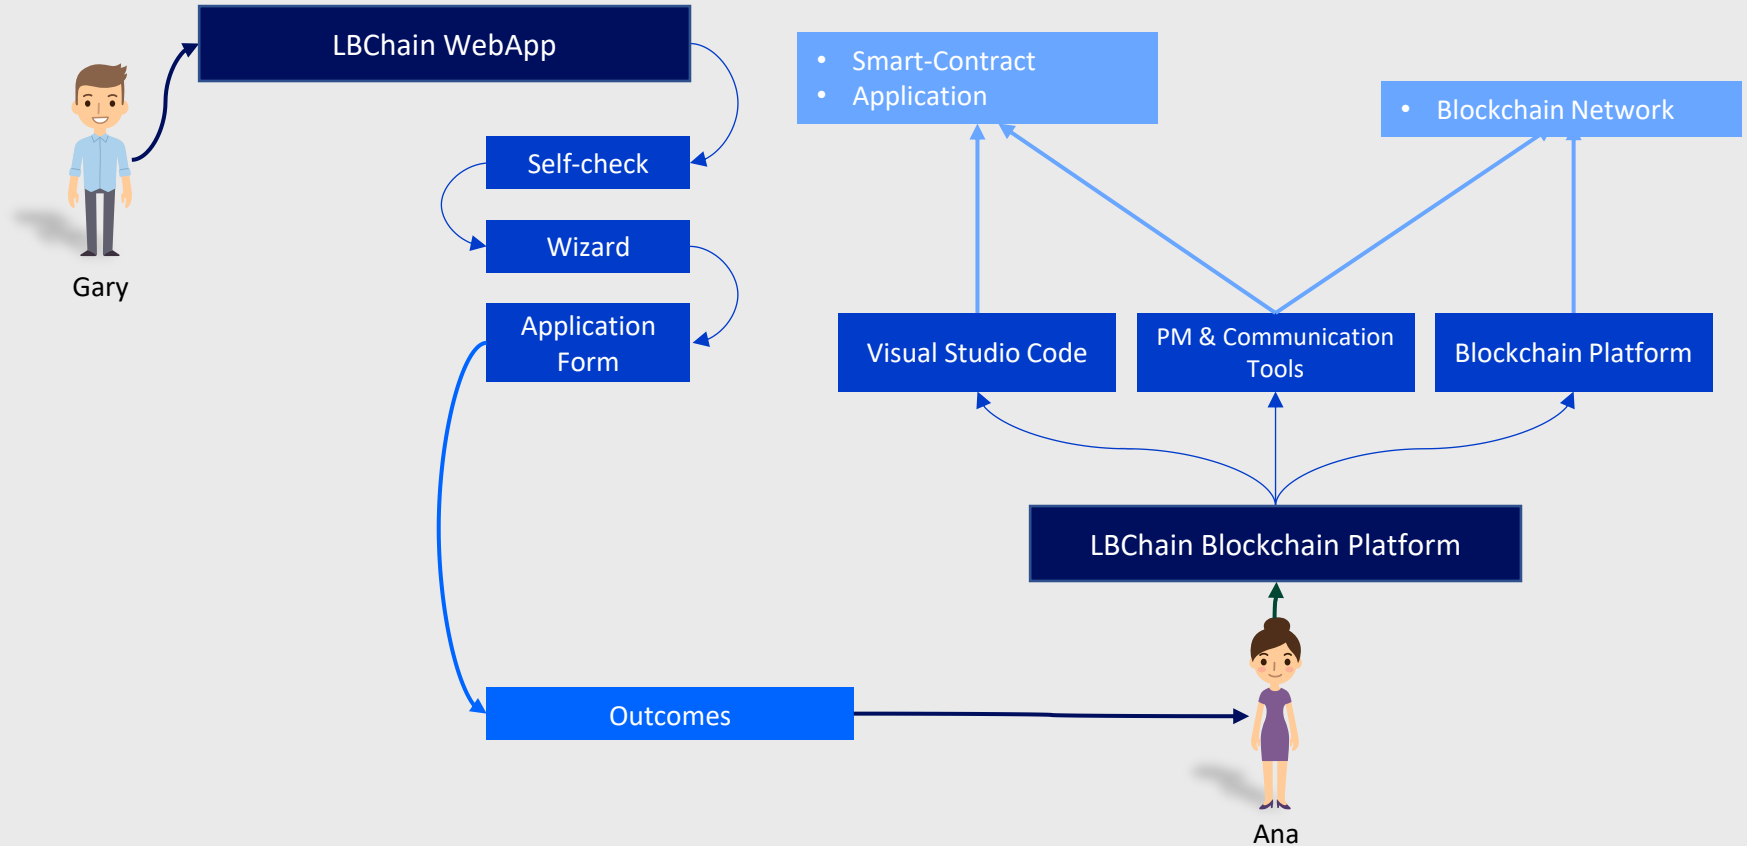 LBChain WebApp
Self-check
Wizard
Application
Form
Gary
• Smart-Contract
• Application
• Blockchain Network
Visual Studio Code
PM & Communication
Tools
Blockchain Platform
LBChain Blockchain Platform
Outcomes
Ana